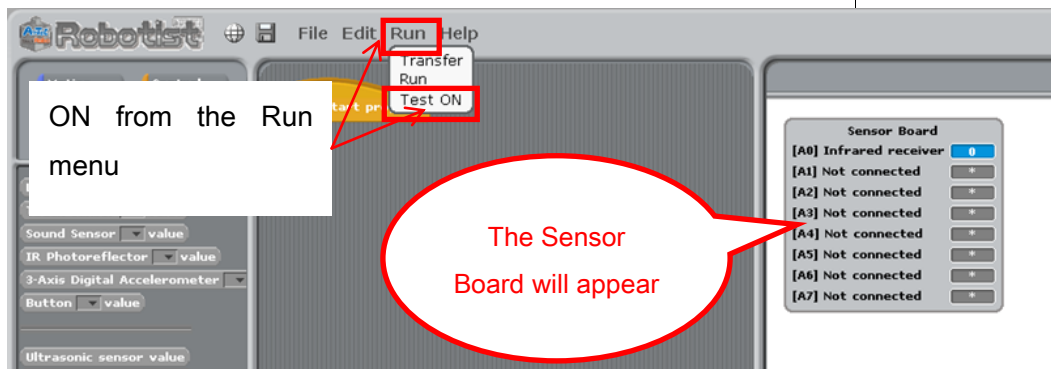 Robotist File Edit Run Help
Transfer
Run
Test ON
ON from the Run
menu
Sound Sensor value
IR Photoreflector value
3-Axis Digital Accelerometer
Button value
Ultrasonic sensor value
The Sensor
Board will appear
Sensor Board
[A0] Infrared receiver 0
[A1] Not connected *
[A2] Not connected *
[A3] Not connected *
[A4] Not connected *
[A5] Not connected *
[A6] Not connected *
[A7] Not connected *